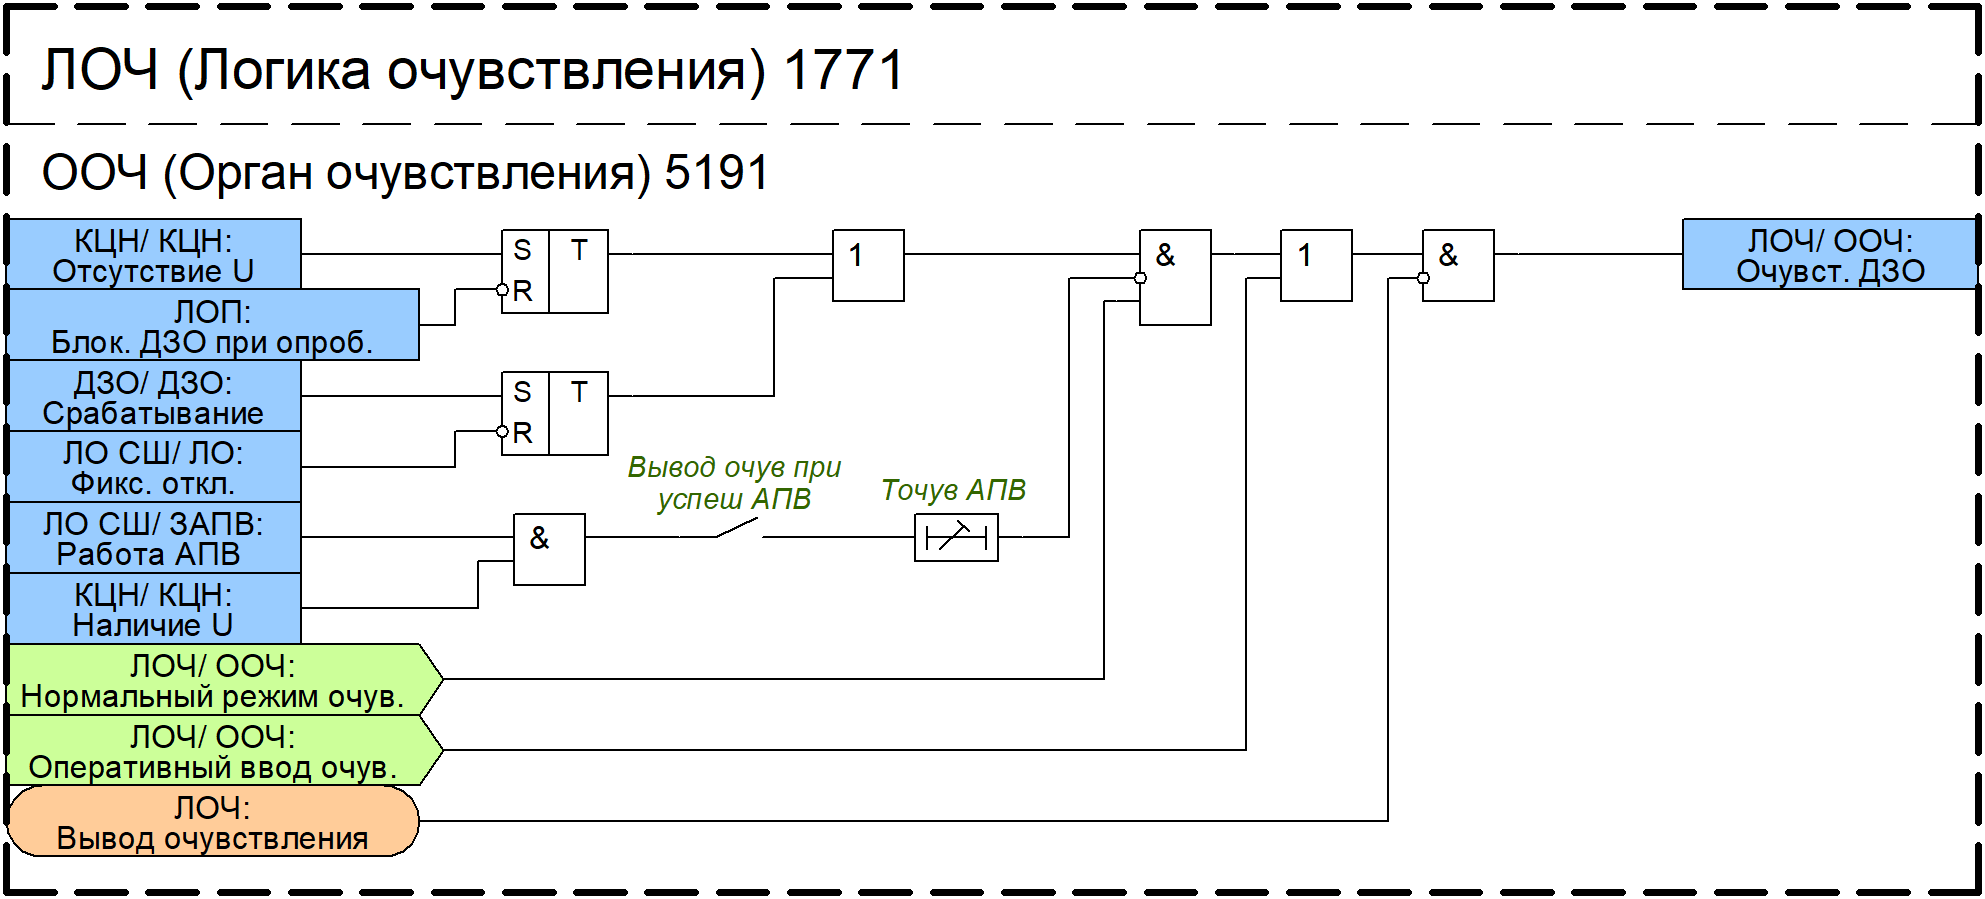 ЛОЧ (Логика очувствления) 1771
ООЧ (Орган очувствления) 5191
КЦН/ КЦН:
Отсутствие U
ЛОП:
Блок. ДЗО при опроб.
ДЗО/ ДЗО:
Срабатывание
ЛО СШ/ ЛО:
Фикс. откл.
ЛО СШ/ ЗАПВ:
Работа АПВ
КЦН/ КЦН:
Наличие U
ЛОЧ/ ООЧ:
Нормальный режим очув.
ЛОЧ/ ООЧ:
Оперативный ввод очув.
ЛОЧ:
Вывод очувствления
S T
R
S T
R
&
Вывод очув при
успеш АПВ
Точув АПВ
1
&
1
&
ЛОЧ/ ООЧ:
Очувст. ДЗО